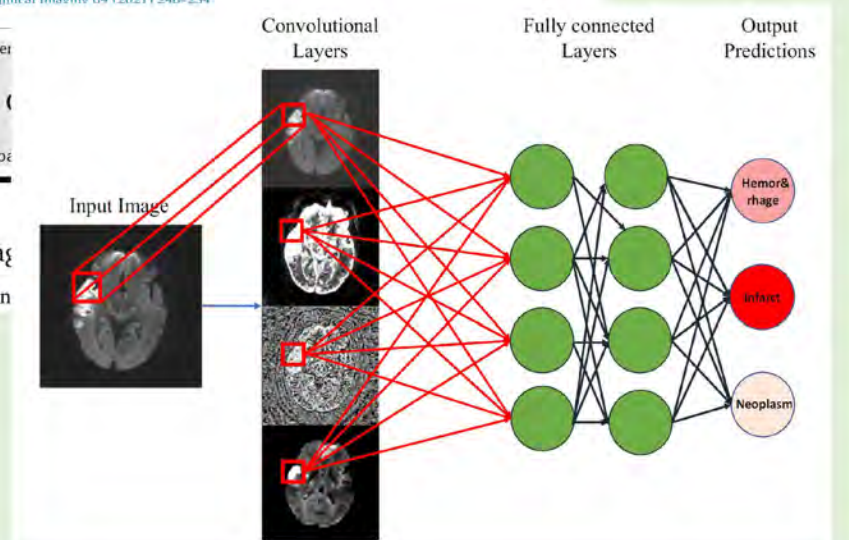 Convolutional
Layers
Fully connected
Layers
Output
Predictions
Input Image
Hemor&
rhage
Infarct
Neoplasm